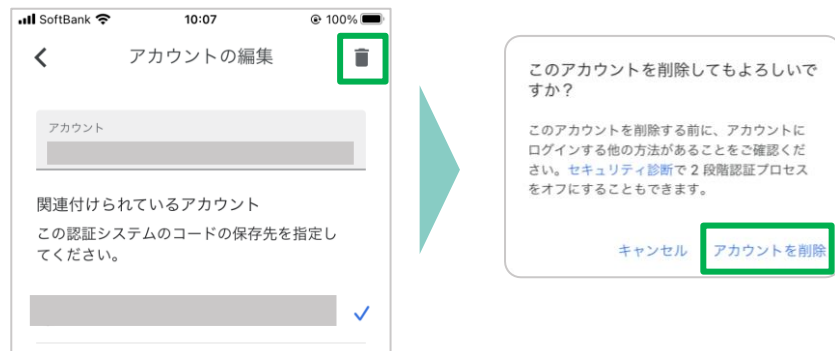 SoftBank 10:07 100%
アカウントの編集
アカウント
関連付けられているアカウント
この認証システムのコードの保存先を指定し
てください。
このアカウントを削除してもよろしいで
すか？
このアカウントを削除する前に、アカウントに
ログインする他の方法があることをご確認くだ
さい。セキュリティ診断で 2 段階認証プロセス
をオフにすることもできます。
キャンセル アカウントを削除